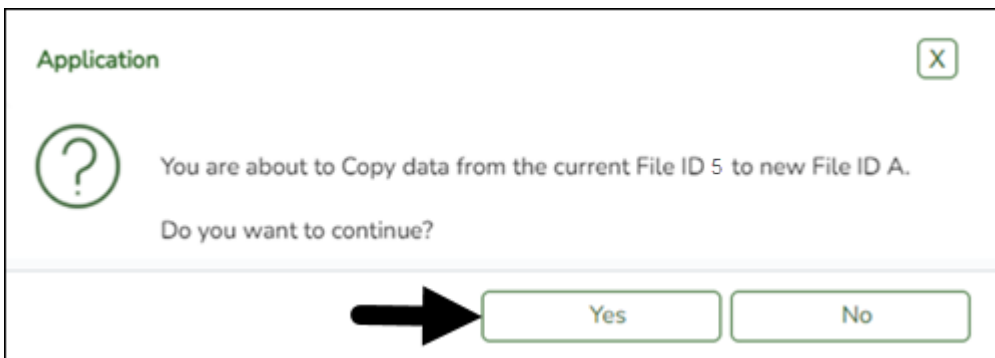 Application
X
?
You are about to Copy data from the current File ID 5 to new File ID A.
Do you want to continue?
Yes
No